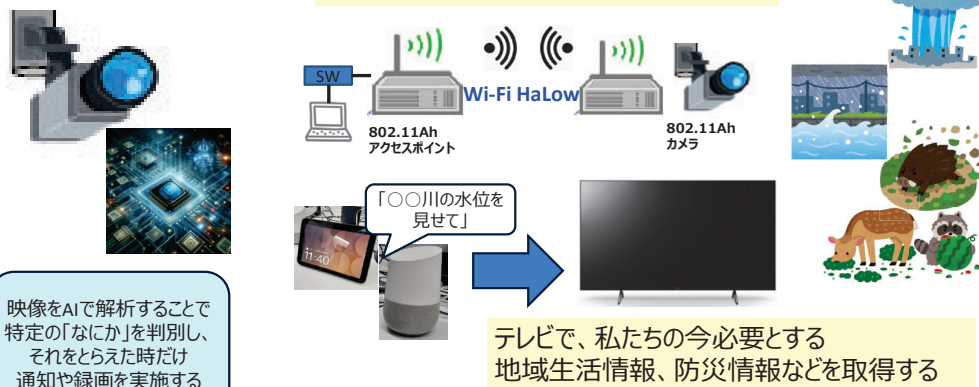 SW
Wi-Fi HaLow
802.11Ah
アクセスポイント
802.11Ah
カメラ
「○○川の水位を
見せて」
11:40
映像をAIで解析することで
特定の「なにか」を判別し、
それをとらえた時だけ
通知や録画を実施する
テレビで、私たちの今必要とする
地域生活情報、防災情報などを取得する